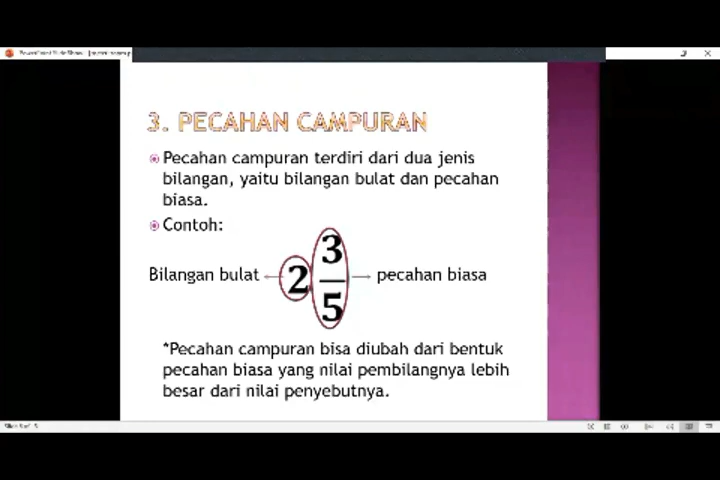 3. PECAHAN CAMPURAN
Pecahan campuran terdiri dari dua jenis
bilangan, yaitu bilangan bulat dan pecahan
biasa.
Contoh:
Bilangan bulat ← 2 3/5 → pecahan biasa
*Pecahan campuran bisa diubah dari bentuk
pecahan biasa yang nilai pembilangnya lebih
besar dari nilai penyebutnya.